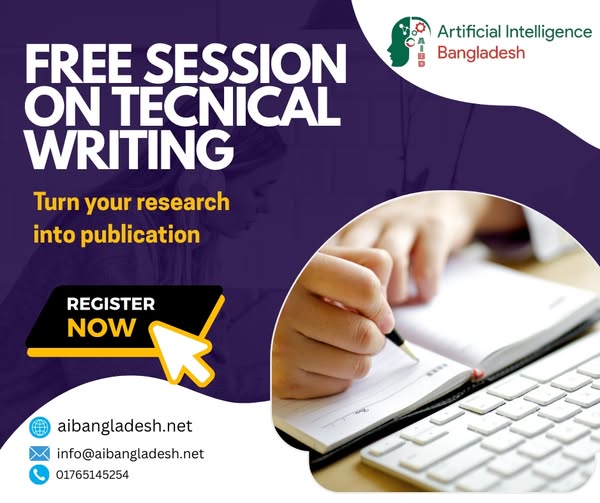 Artificial Intelligence
Bangladesh
AIBD
FREE SESSION
ON TECNICAL
WRITING
Turn your research
into publication
REGISTER
NOW
aibangladesh.net
info@aibangladesh.net
01765145254